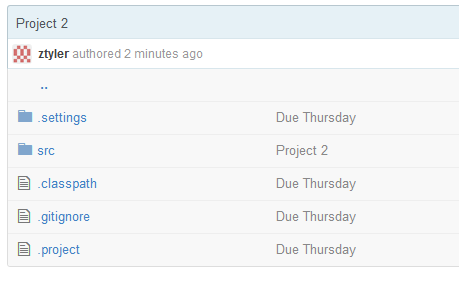 Project 2
ztyler authored 2 minutes ago
..
.settings Due Thursday
src Project 2
.classpath Due Thursday
.gitignore Due Thursday
.project Due Thursday